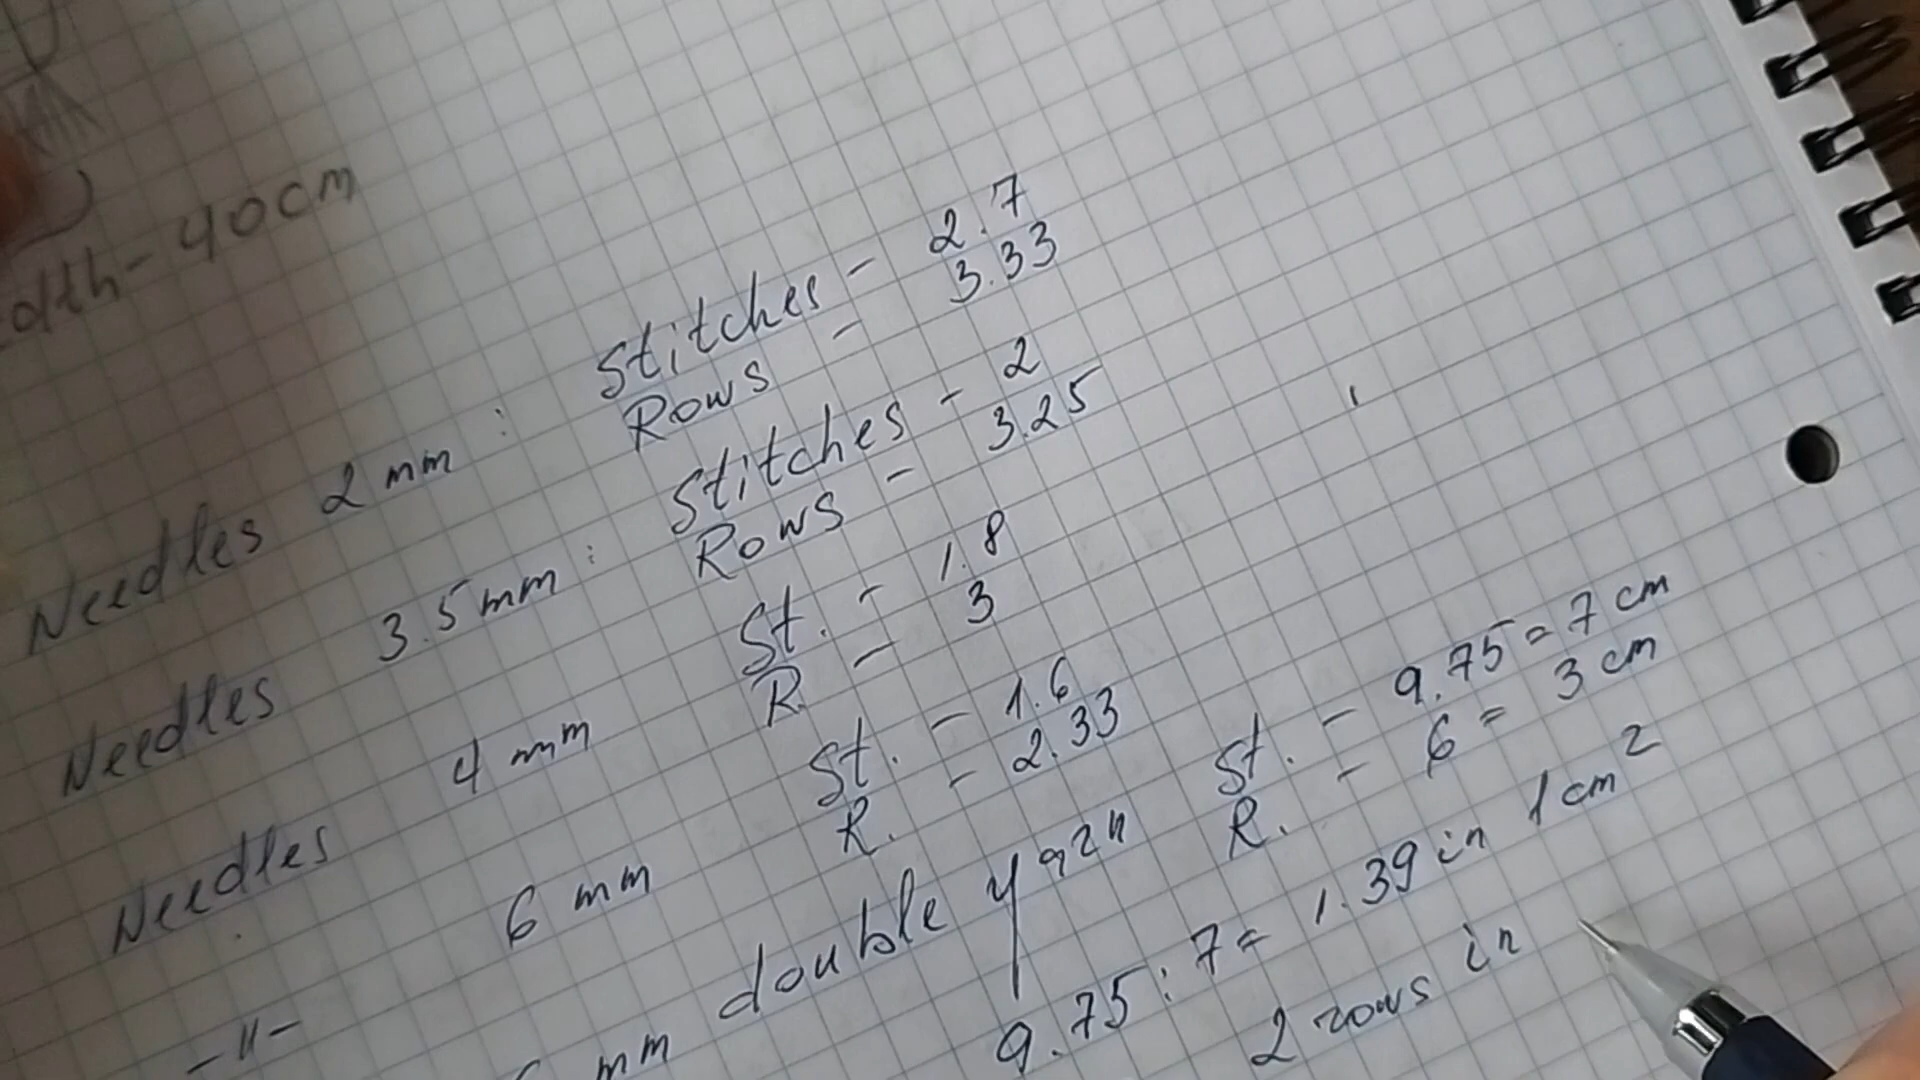 - 40cm
Needles 2 mm : Stitches - 2.7
Rows - 3.33
Needles 3.5 mm : Stitches - 2
Rows - 3.25
Needles 4 mm St. - 1.8
R. - 3
-"- 6 mm St. - 1.6
R. - 2.33
mm double yarn St. - 9.75 = 7 cm
R. - 6 = 3 cm
9.75 : 7 = 1.39 in 1 cm²
2 rows in